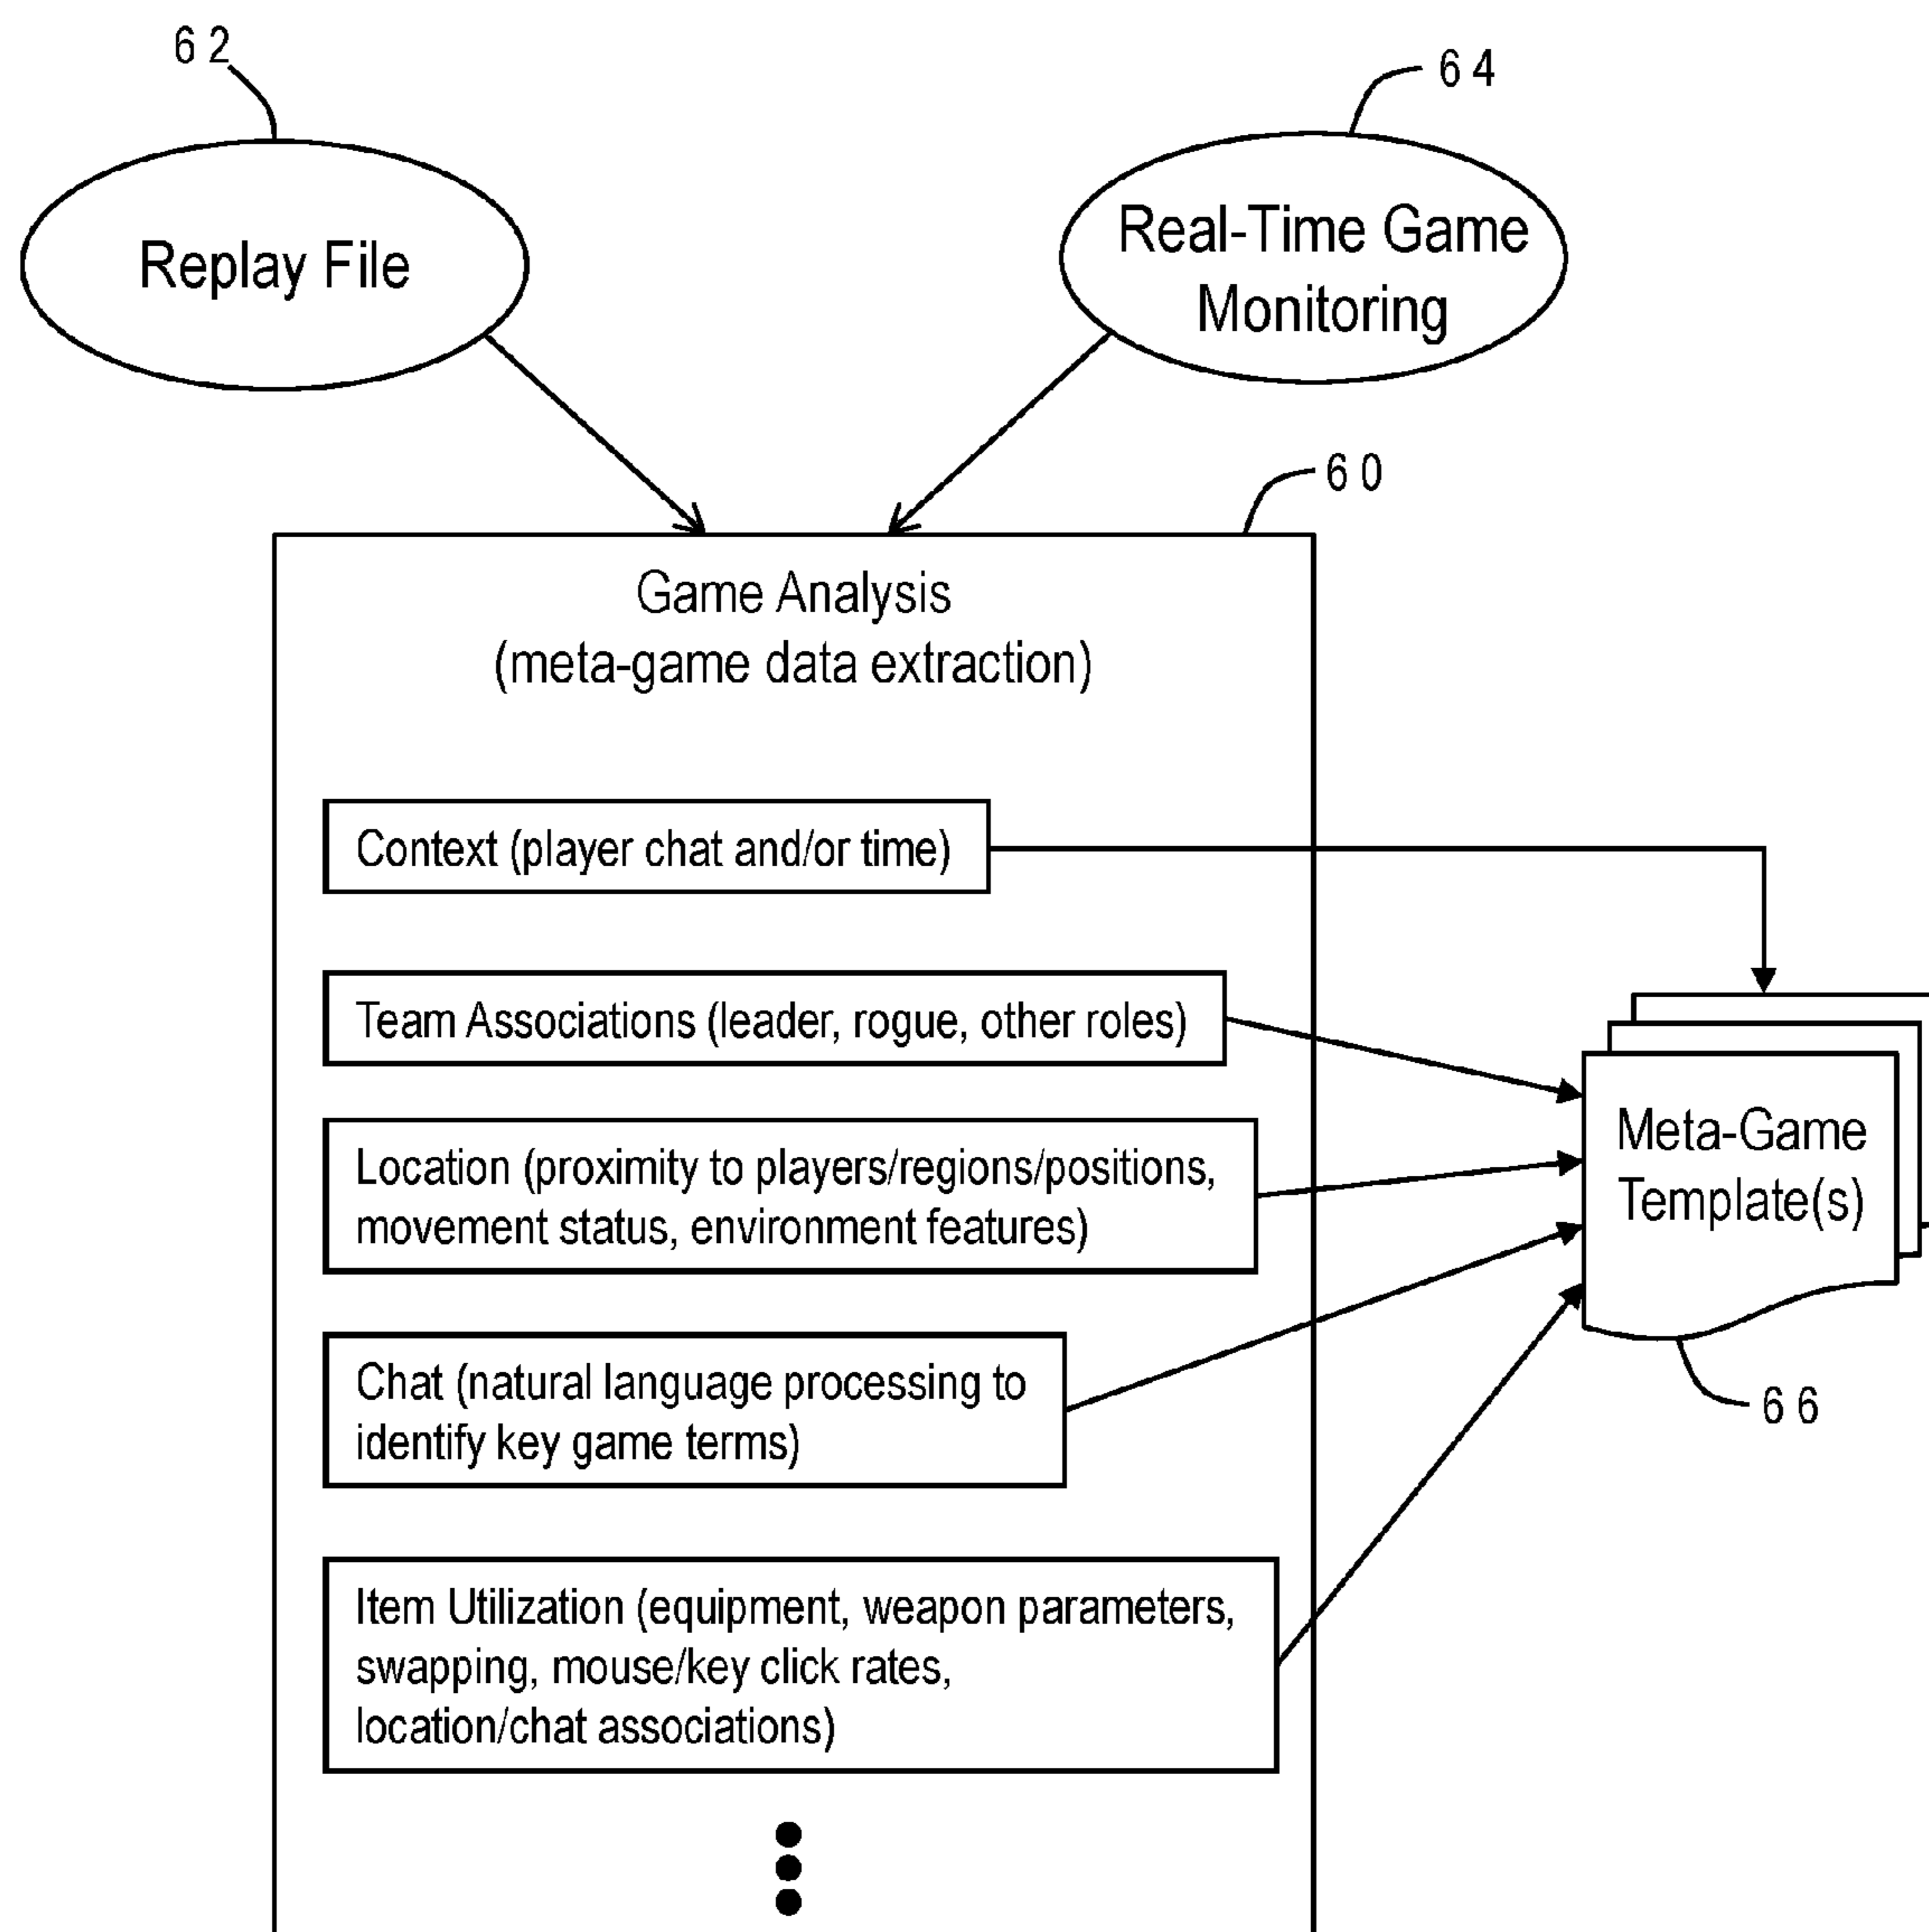 62
64
Replay File
Real-Time Game
Monitoring
60
Game Analysis
(meta-game data extraction)
Context (player chat and/or time)
Team Associations (leader, rogue, other roles)
Location (proximity to players/regions/positions,
movement status, environment features)
Meta-Game
Template(s)
Chat (natural language processing to
identify key game terms)
66
Item Utilization (equipment, weapon parameters,
swapping, mouse/key click rates,
location/chat associations)